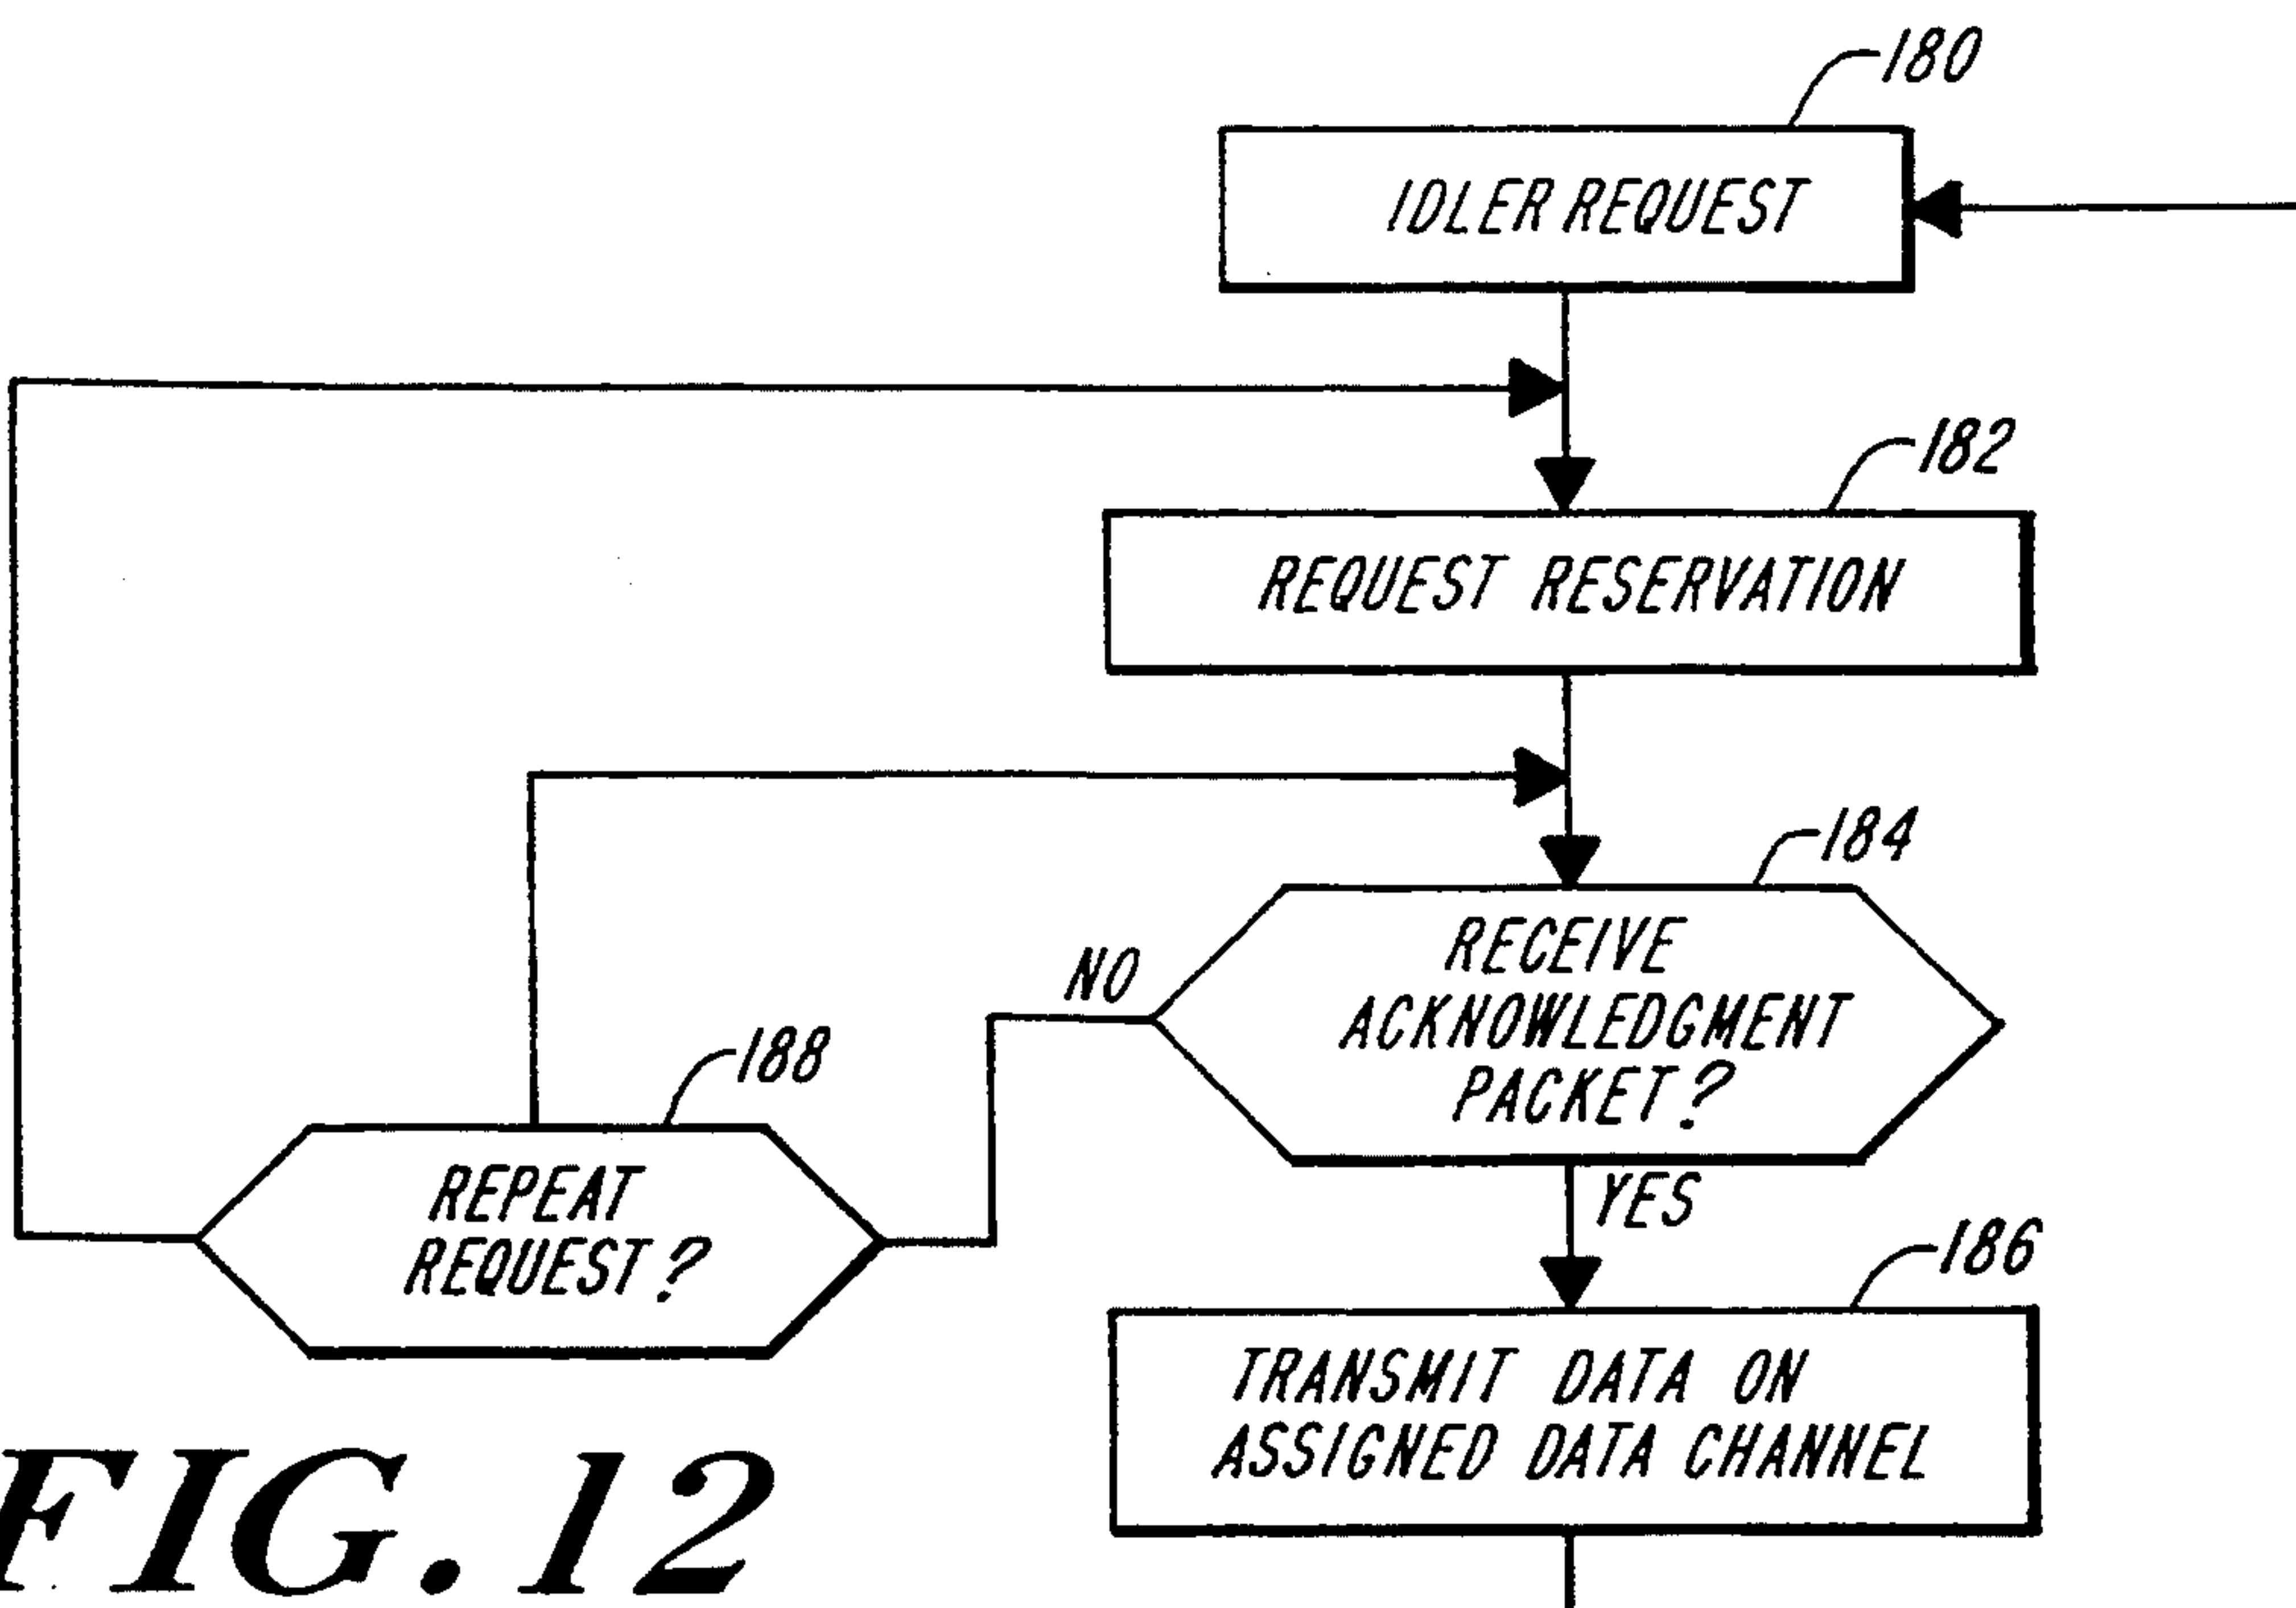 180
IDLER REQUEST
182
REQUEST RESERVATION
184
RECEIVE
ACKNOWLEDGMENT
PACKET?
NO
YES
188
REPEAT
REQUEST?
186
TRANSMIT DATA ON
ASSIGNED DATA CHANNEL
FIG. 12